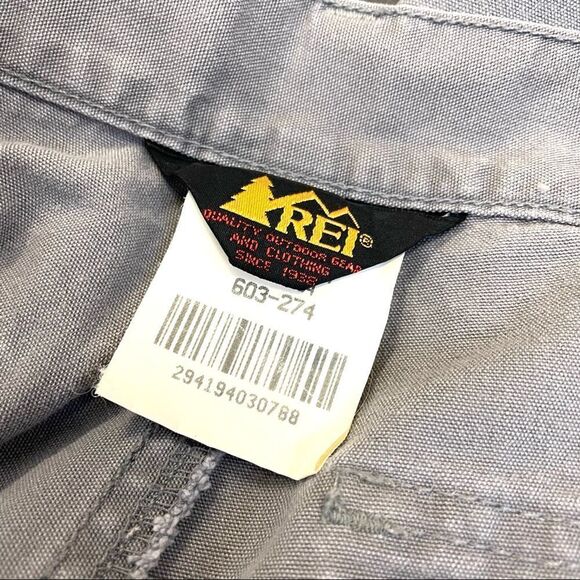 REI®
QUALITY OUTDOOR GEAR
AND CLOTHING
SINCE 1938
603-274
294194030788